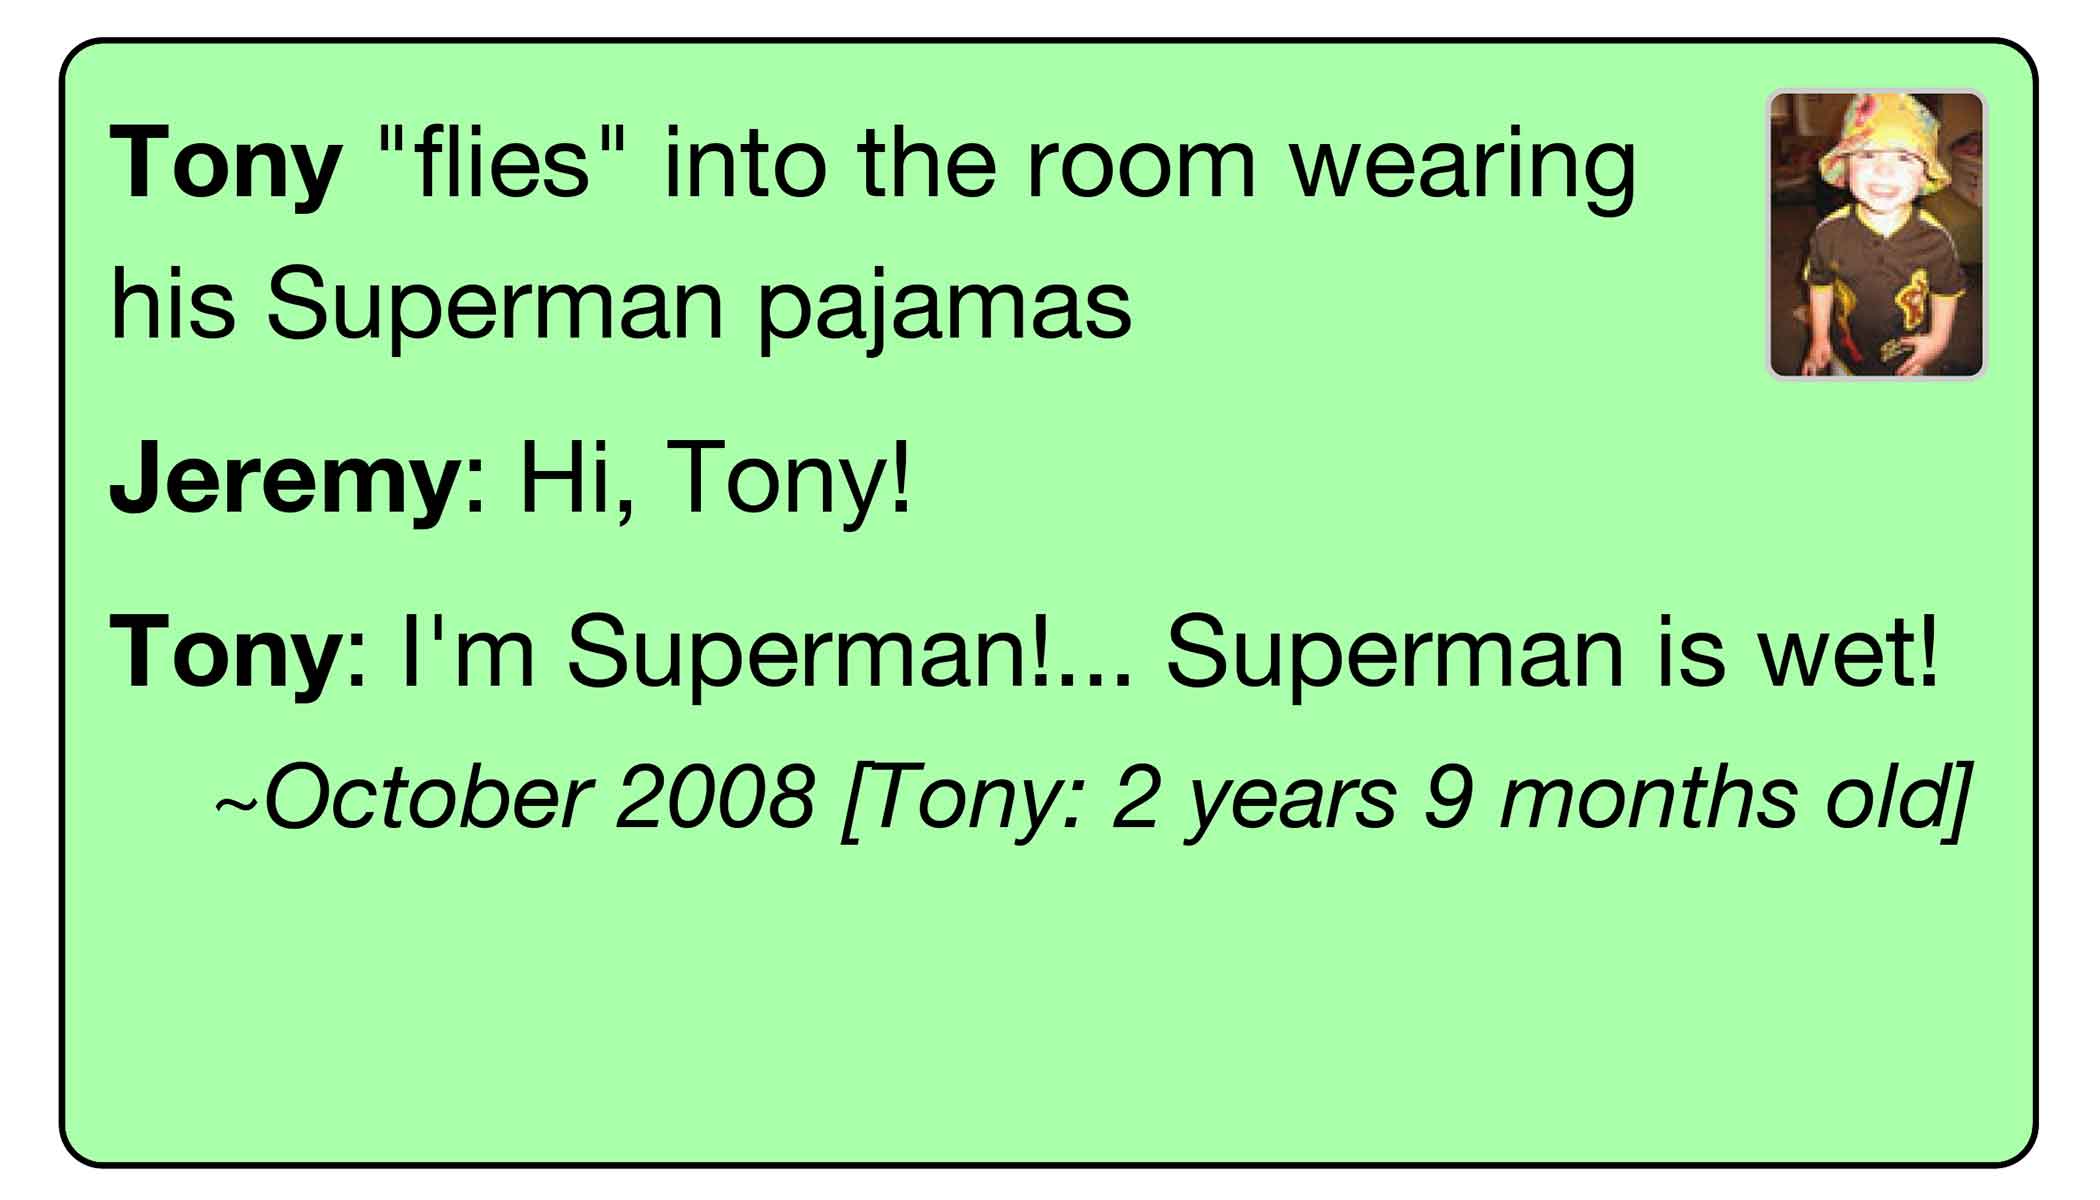 Tony "flies" into the room wearing
his Superman pajamas
Jeremy: Hi, Tony!
Tony: I'm Superman!... Superman is wet!
~October 2008 [Tony: 2 years 9 months old]